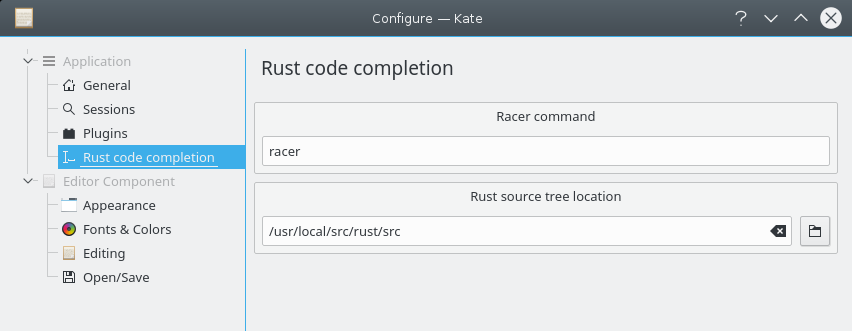 Configure — Kate
Application
General
Sessions
Plugins
Rust code completion
Editor Component
Appearance
Fonts & Colors
Editing
Open/Save
Rust code completion
Racer command
racer
Rust source tree location
/usr/local/src/rust/src